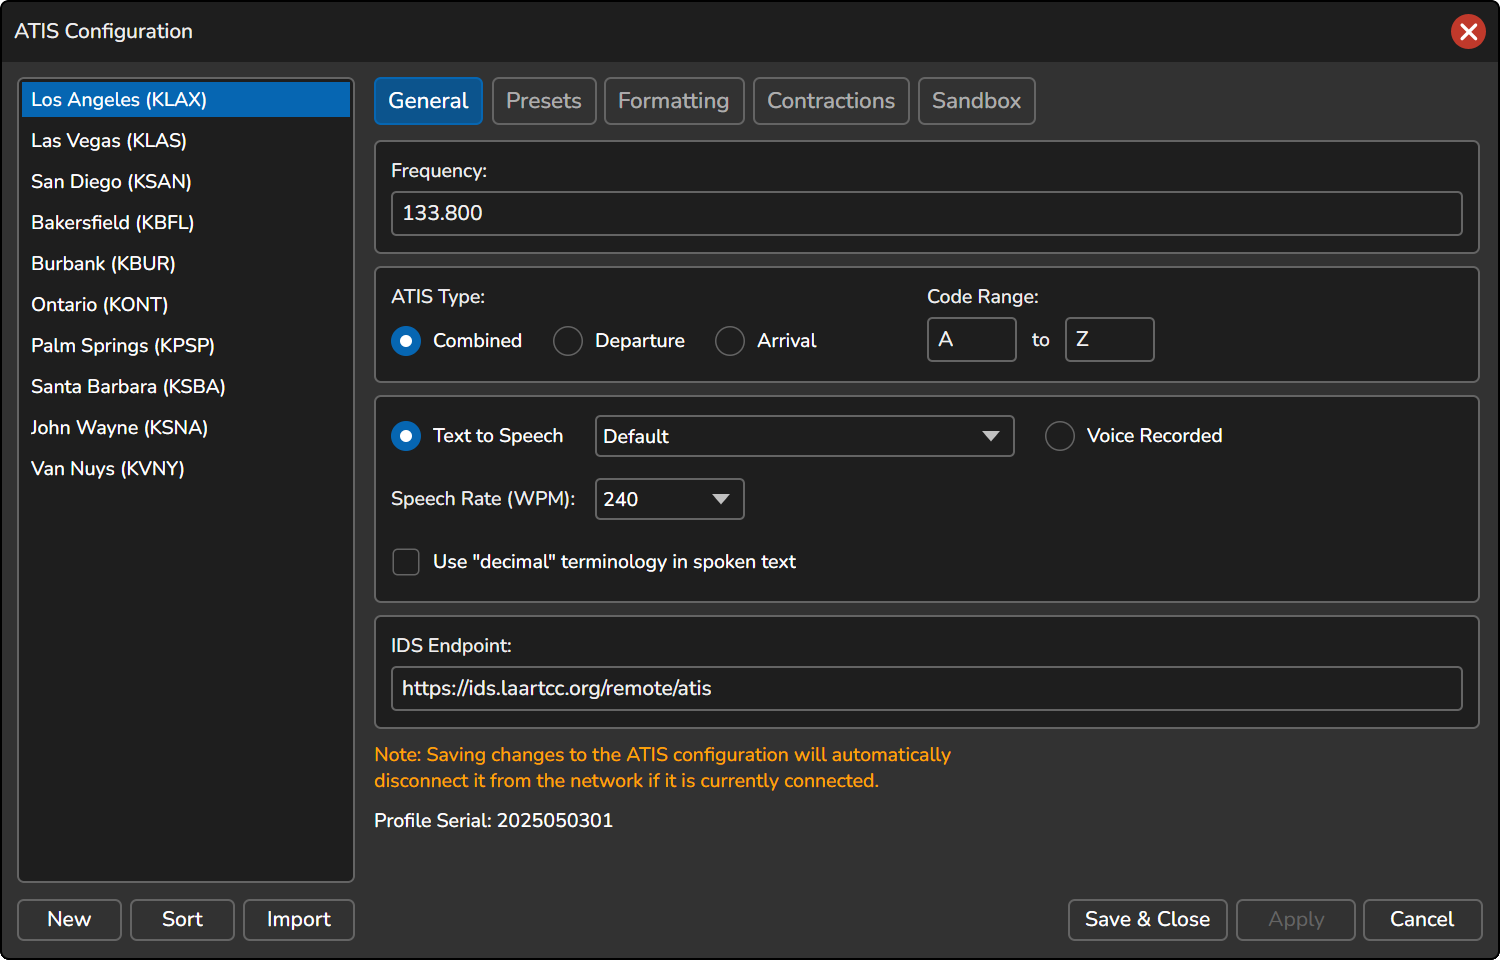 ATIS Configuration
Los Angeles (KLAX)
Las Vegas (KLAS)
San Diego (KSAN)
Bakersfield (KBFL)
Burbank (KBUR)
Ontario (KONT)
Palm Springs (KPSP)
Santa Barbara (KSBA)
John Wayne (KSNA)
Van Nuys (KVNY)
General Presets Formatting Contractions Sandbox
Frequency:
133.800
ATIS Type: Code Range:
Combined Departure Arrival A to Z
Text to Speech Default Voice Recorded
Speech Rate (WPM): 240
Use "decimal" terminology in spoken text
IDS Endpoint:
https://ids.laartcc.org/remote/atis
Note: Saving changes to the ATIS configuration will automatically
disconnect it from the network if it is currently connected.
Profile Serial: 2025050301
New Sort Import Save & Close Apply Cancel